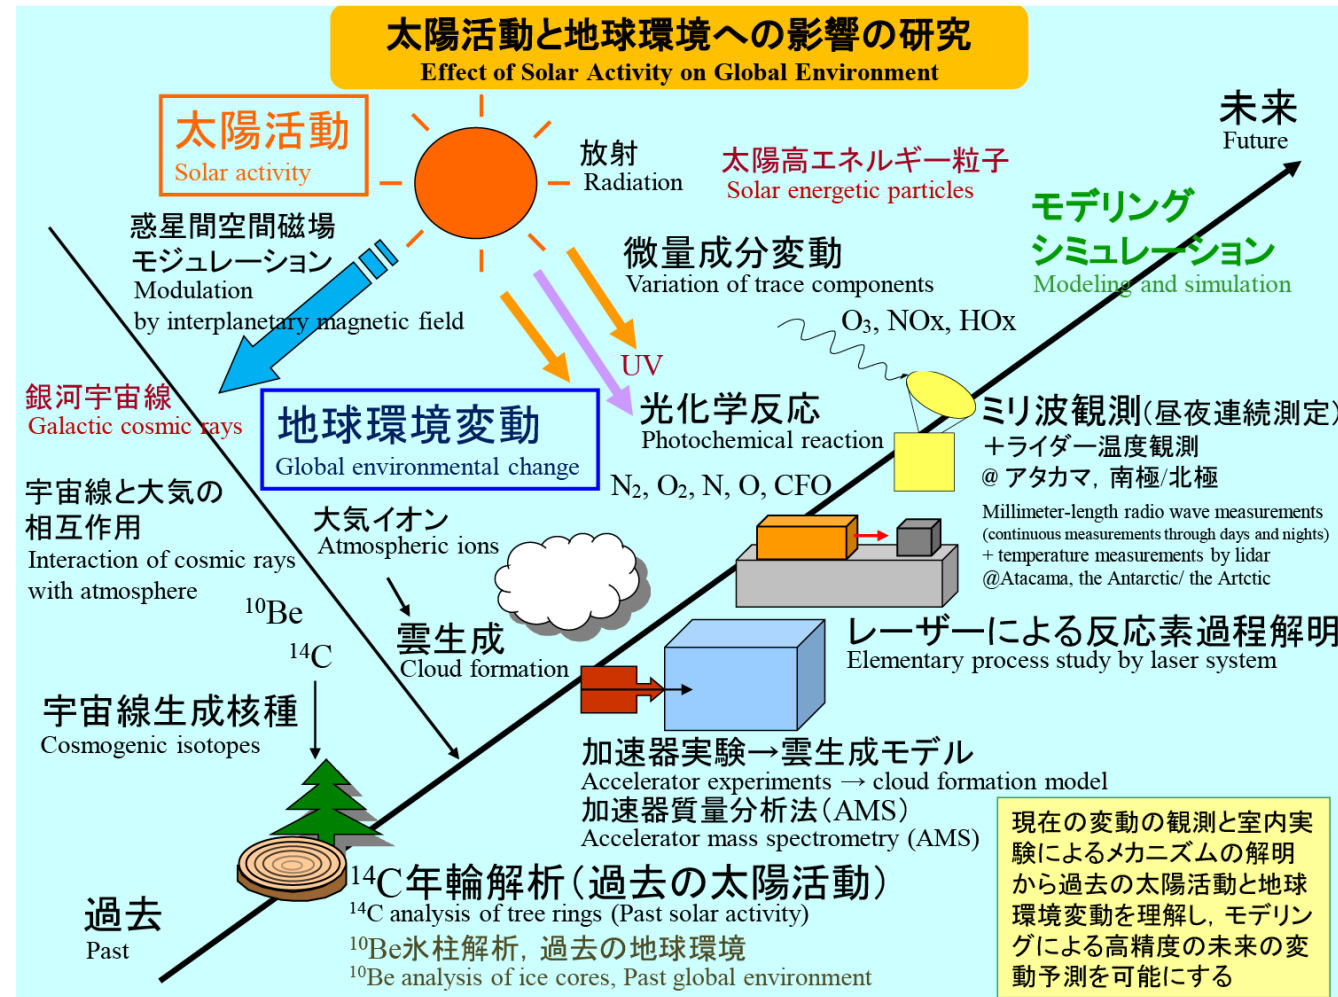 太陽活動と地球環境への影響の研究
Effect of Solar Activity on Global Environment
太陽活動
Solar activity
放射
Radiation
太陽高エネルギー粒子
Solar energetic particles
未来
Future
モデリング
シミュレーション
Modeling and simulation
惑星間空間磁場
モジュレーション
Modulation
by interplanetary magnetic field
微量成分変動
Variation of trace components
O₃, NOx, HOx
UV
銀河宇宙線
Galactic cosmic rays
地球環境変動
Global environmental change
光化学反応
Photochemical reaction
N₂, O₂, N, O, CFO
ミリ波観測(昼夜連続測定)
＋ライダー温度観測
@アタカマ, 南極/北極
Millimeter-length radio wave measurements
(continuous measurements through days and nights)
+ temperature measurements by lidar
@Atacama, the Antarctic/ the Artctic
宇宙線と大気の
相互作用
Interaction of cosmic rays
with atmosphere
大気イオン
Atmospheric ions
¹⁰Be
¹⁴C
雲生成
Cloud formation
レーザーによる反応素過程解明
Elementary process study by laser system
宇宙線生成核種
Cosmogenic isotopes
加速器実験→雲生成モデル
Accelerator experiments → cloud formation model
加速器質量分析法（AMS）
Accelerator mass spectrometry (AMS)
¹⁴C年輪解析（過去の太陽活動）
¹⁴C analysis of tree rings (Past solar activity)
¹⁰Be氷柱解析, 過去の地球環境
¹⁰Be analysis of ice cores, Past global environment
過去
Past
現在の変動の観測と室内実
験によるメカニズムの解明
から過去の太陽活動と地球
環境変動を理解し, モデリン
グによる高精度の未来の変
動予測を可能にする